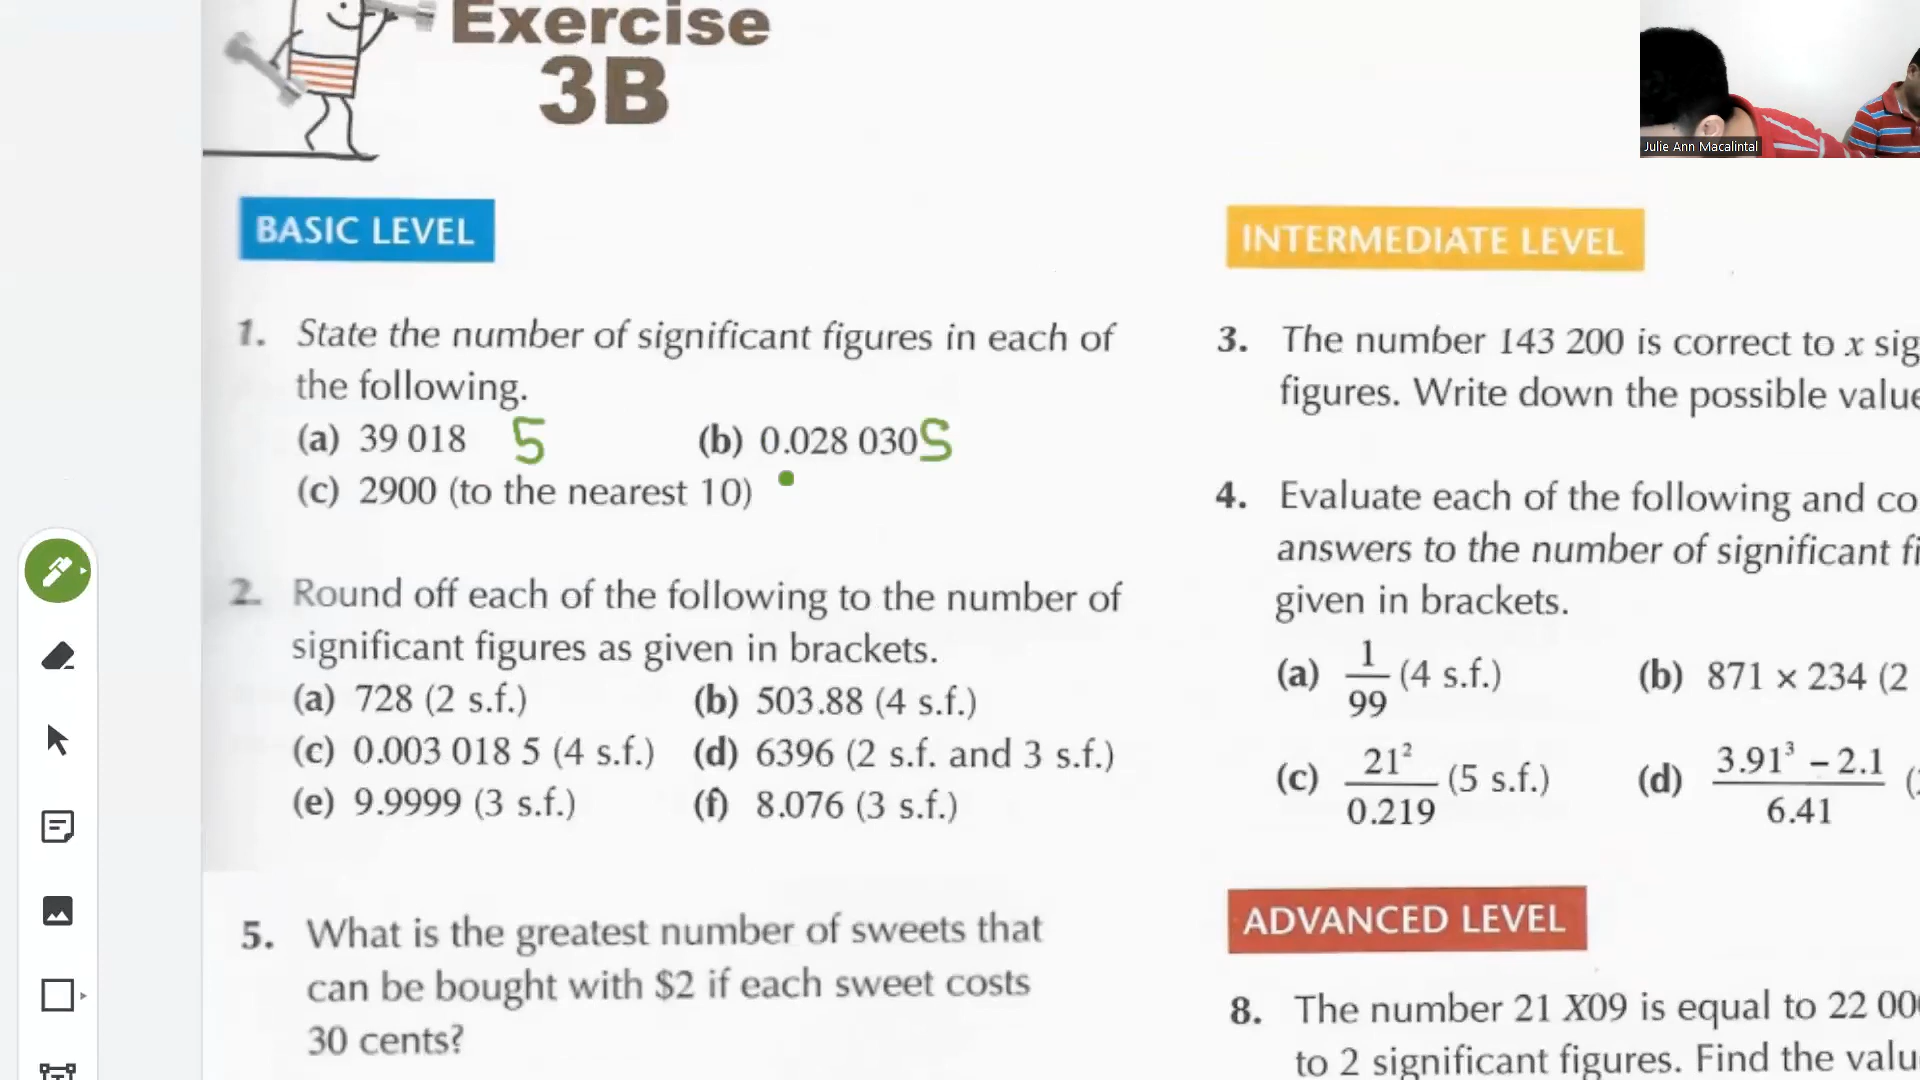 Exercise
3B
Julie Ann Macalintal
BASIC LEVEL
1. State the number of significant figures in each of
the following.
(a) 39 018 5 (b) 0.028 030 5
(c) 2900 (to the nearest 10)
2. Round off each of the following to the number of
significant figures as given in brackets.
(a) 728 (2 s.f.) (b) 503.88 (4 s.f.)
(c) 0.003 018 5 (4 s.f.) (d) 6396 (2 s.f. and 3 s.f.)
(e) 9.9999 (3 s.f.) (f) 8.076 (3 s.f.)
5. What is the greatest number of sweets that
can be bought with $2 if each sweet costs
30 cents?
INTERMEDIATE LEVEL
3. The number 143 200 is correct to x sig
figures. Write down the possible value
4. Evaluate each of the following and co
answers to the number of significant fi
given in brackets.
(a) 1/99 (4 s.f.) (b) 871 × 234 (2
(c) 21²/0.219 (5 s.f.) (d) 3.91³ – 2.1/6.41 (
ADVANCED LEVEL
8. The number 21 X09 is equal to 22 00
to 2 significant figures. Find the valu